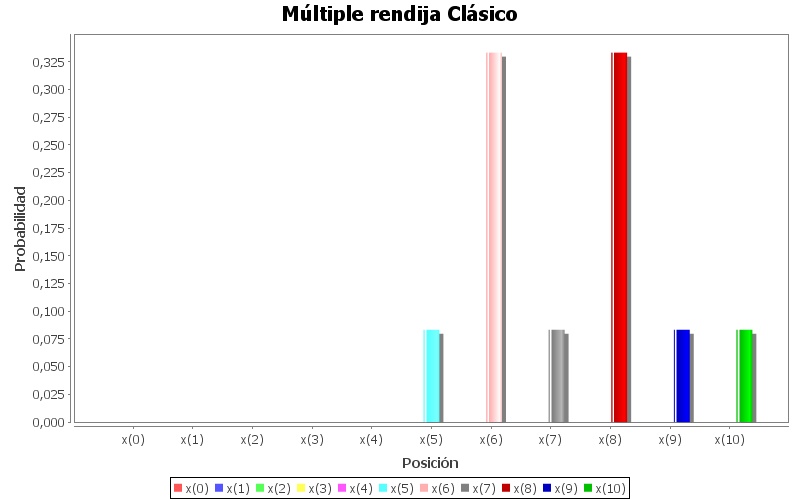 Múltiple rendija Clásico
0,325
0,300
0,275
0,250
0,225
0,200
0,175
0,150
0,125
0,100
0,075
0,050
0,025
0,000
Probabilidad
x(0) x(1) x(2) x(3) x(4) x(5) x(6) x(7) x(8) x(9) x(10)
Posición
x(0) x(1) x(2) x(3) x(4) x(5) x(6) x(7) x(8) x(9) x(10)